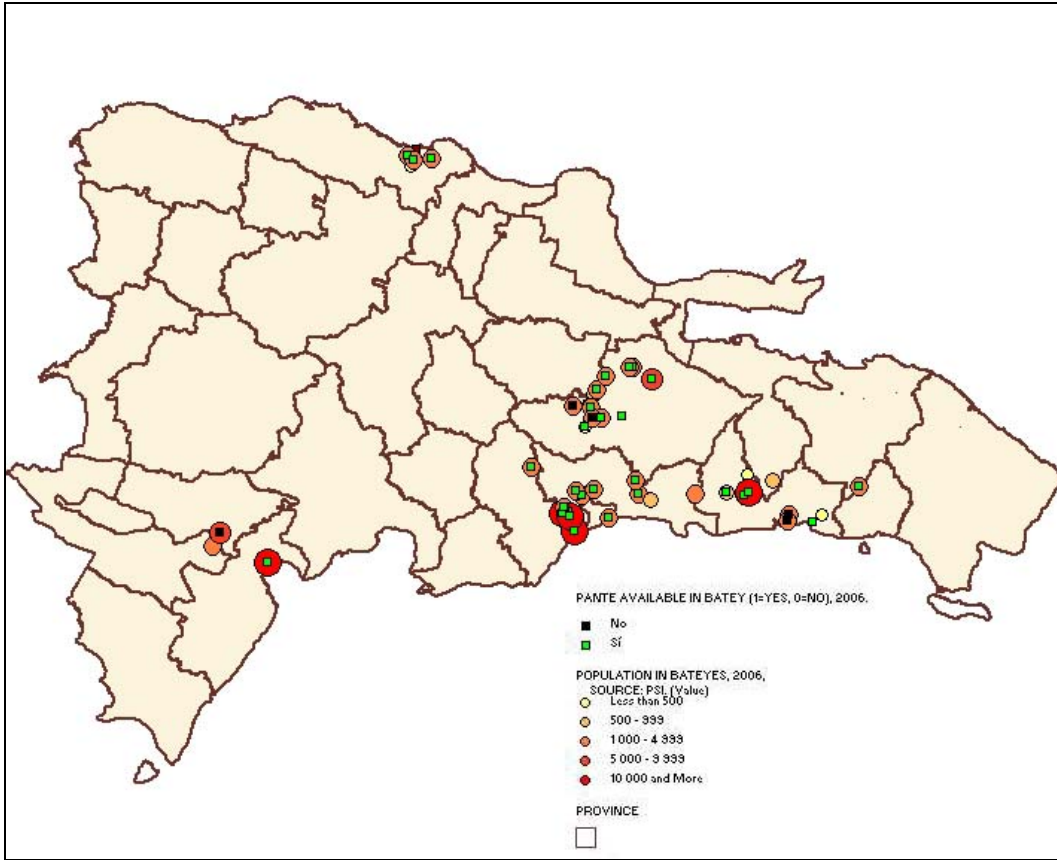 PANTE AVAILABLE IN BATEY (1=YES, 0=NO), 2006.
No
Sí
POPULATION IN BATEYES, 2006,
SOURCE: PSI. (Value)
Less than 500
500 - 999
1 000 - 4 999
5 000 - 9 999
10 000 and More
PROVINCE